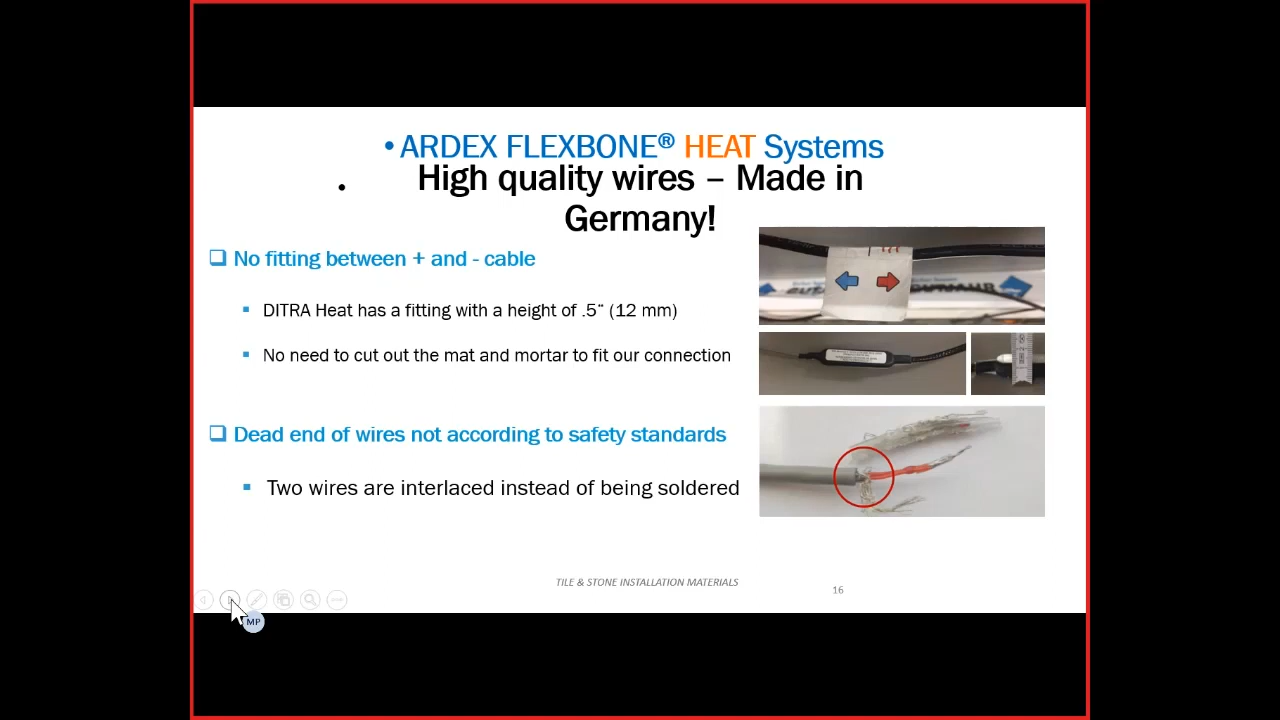 • ARDEX FLEXBONE® HEAT Systems
. High quality wires – Made in
Germany!
❑ No fitting between + and - cable
▪ DITRA Heat has a fitting with a height of .5“ (12 mm)
▪ No need to cut out the mat and mortar to fit our connection
❑ Dead end of wires not according to safety standards
▪ Two wires are interlaced instead of being soldered
TILE & STONE INSTALLATION MATERIALS
16
MP